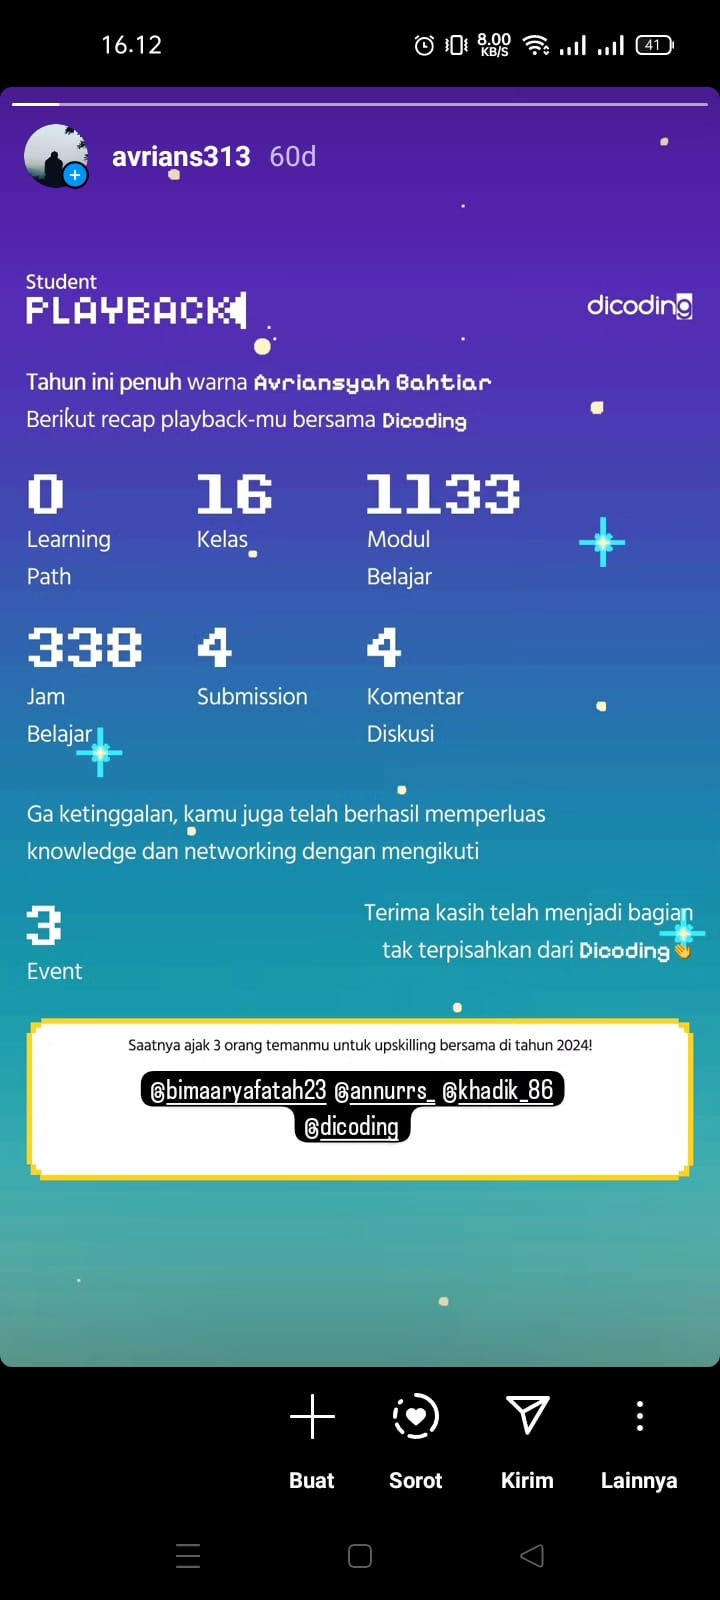 16.12
8.00
KB/S
41
avrians313 60d
Student
PLAYBACK
dicoding
Tahun ini penuh warna Avriansyah Bahtiar
Berikut recap playback-mu bersama Dicoding
0 16 1133
Learning Kelas Modul
Path Belajar
338 4 4
Jam Submission Komentar
Belajar Diskusi
Ga ketinggalan, kamu juga telah berhasil memperluas
knowledge dan networking dengan mengikuti
3
Event
Terima kasih telah menjadi bagian
tak terpisahkan dari Dicoding👏
Saatnya ajak 3 orang temanmu untuk upskilling bersama di tahun 2024!
@bimaaryafatah23 @annurrs_ @khadik_86
@dicoding
Buat Sorot Kirim Lainnya